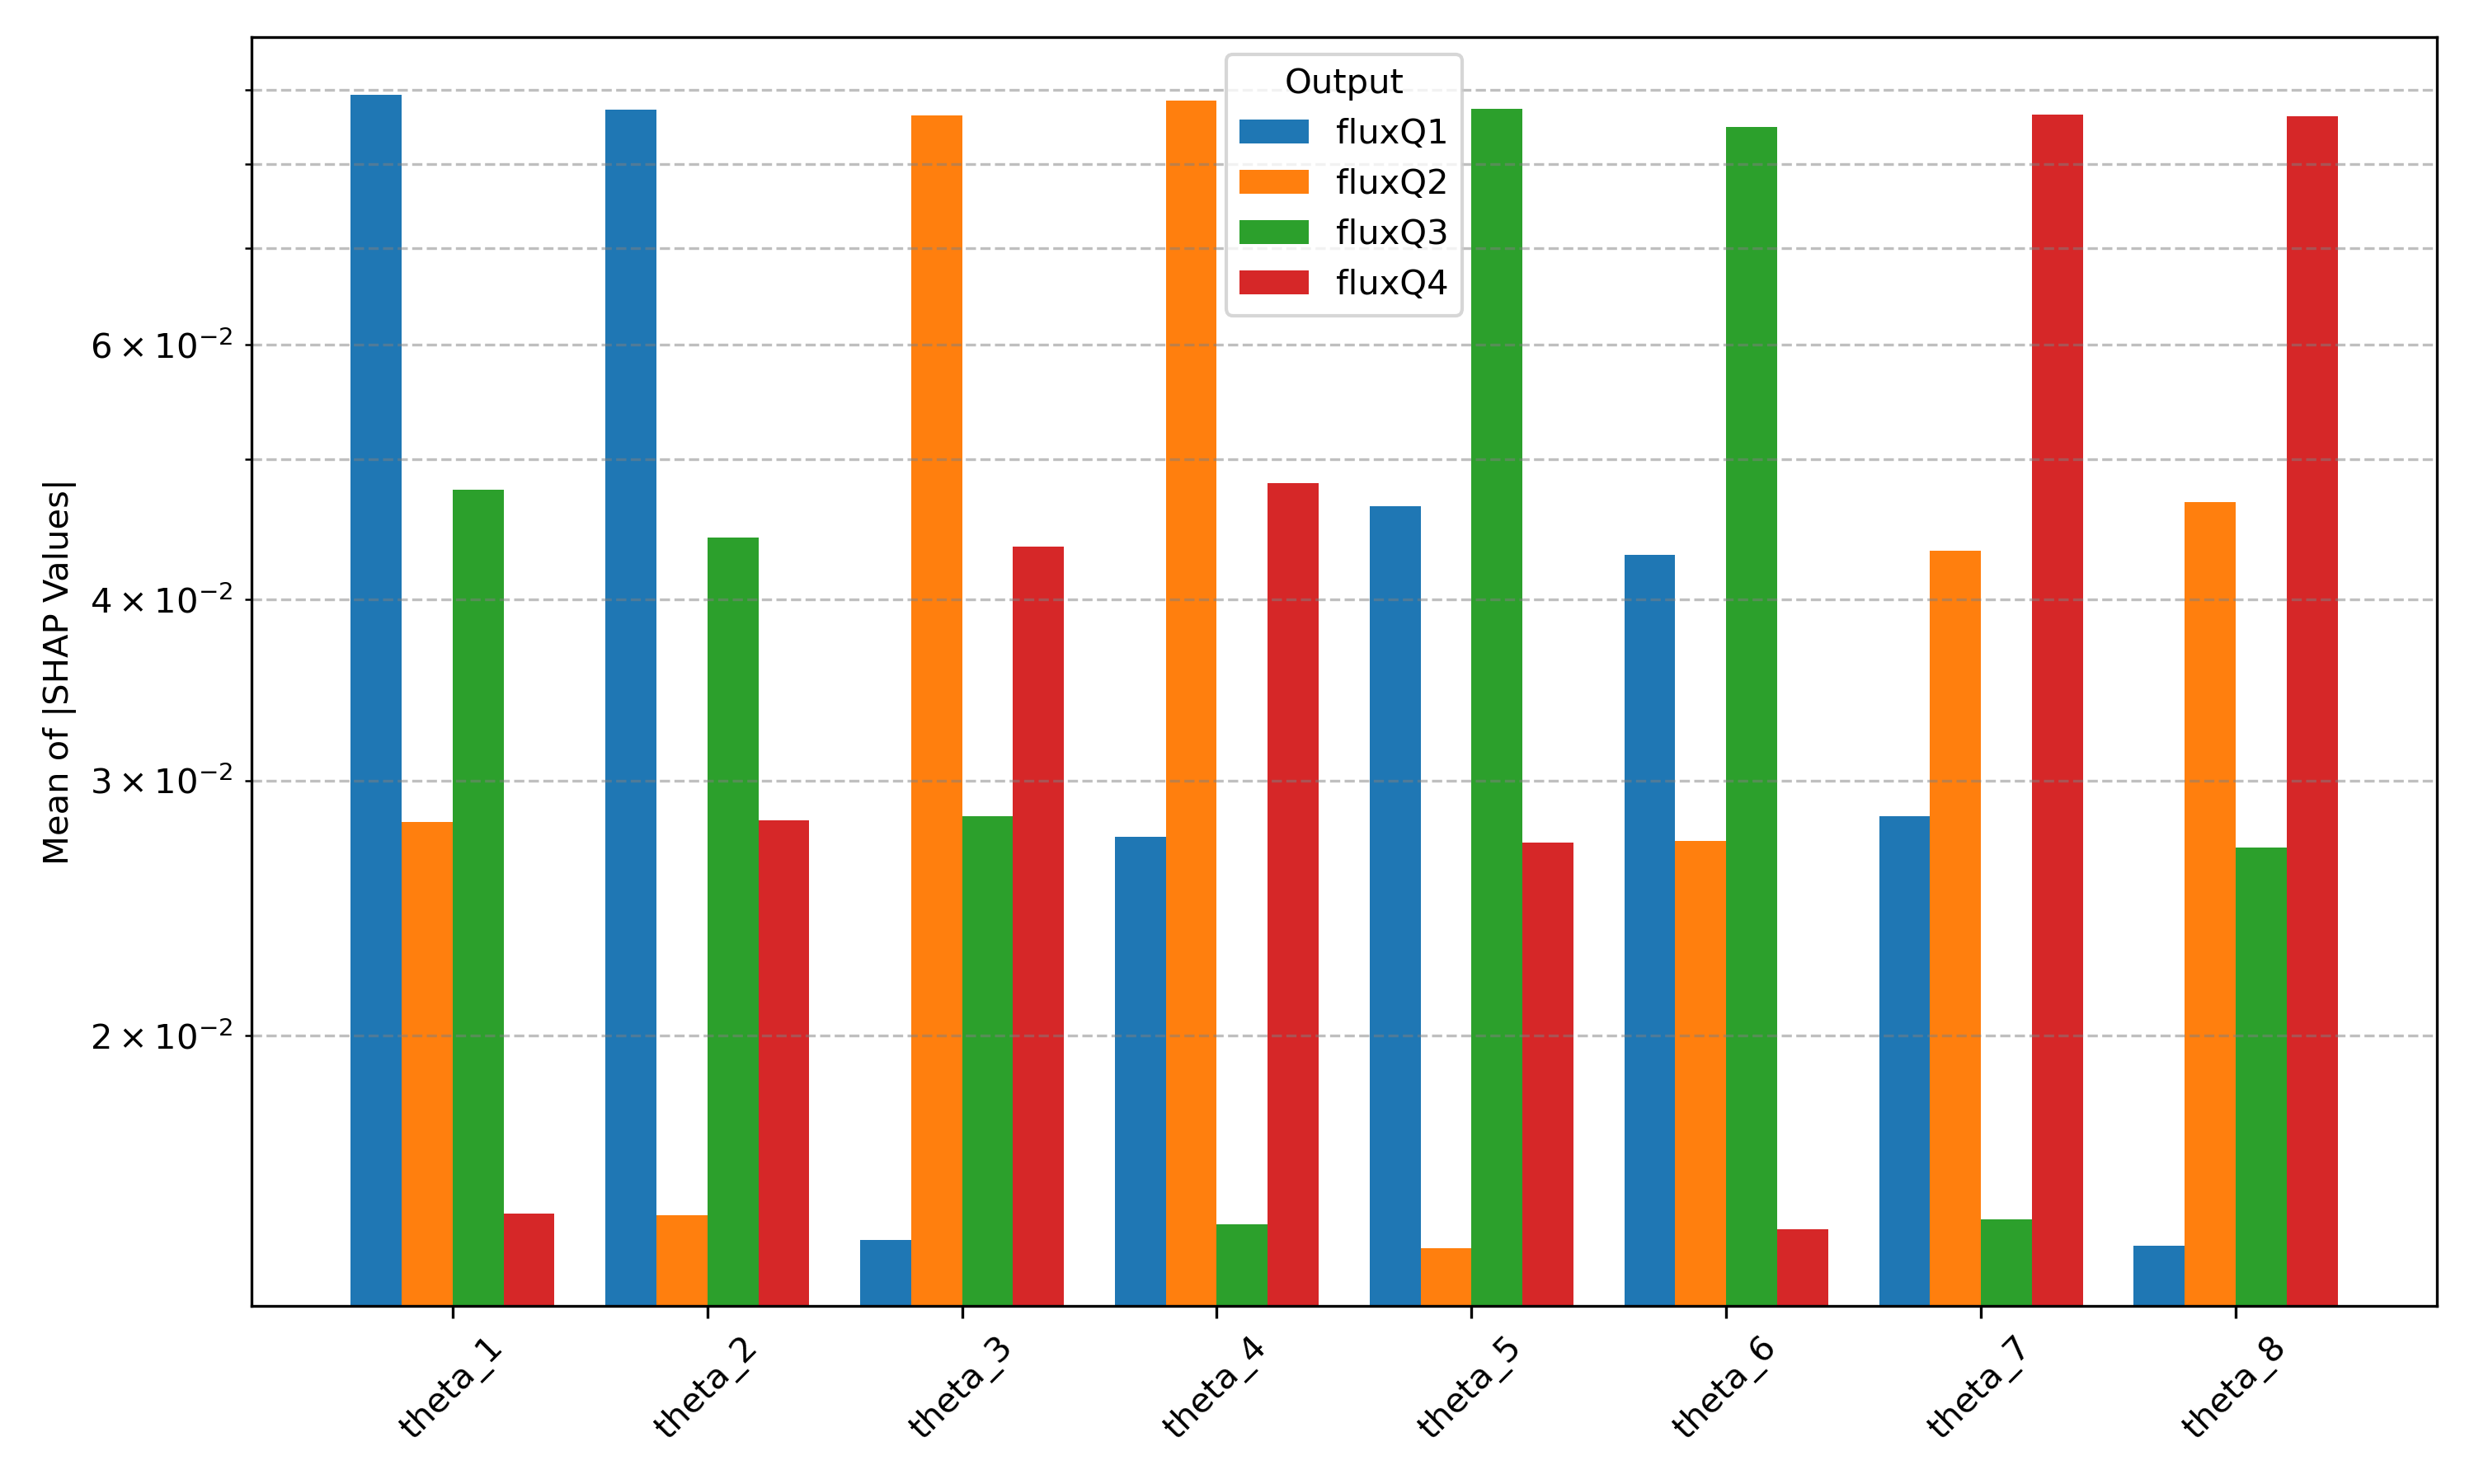 Output
fluxQ1
fluxQ2
fluxQ3
fluxQ4
Mean of |SHAP Values|
6 × 10⁻²
4 × 10⁻²
3 × 10⁻²
2 × 10⁻²
theta_1
theta_2
theta_3
theta_4
theta_5
theta_6
theta_7
theta_8